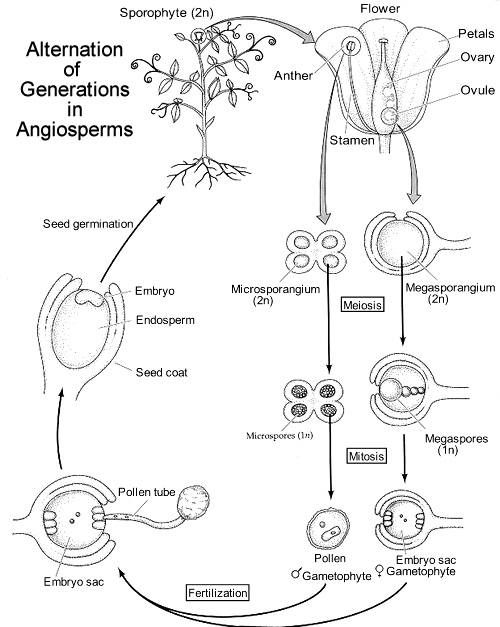 Alternation
of
Generations
in
Angiosperms
Sporophyte (2n)
Flower
Petals
Ovary
Ovule
Anther
Stamen
Seed germination
Embryo
Endosperm
Seed coat
Microsporangium
(2n)
Megasporangium
(2n)
Meiosis
Microspores (1n)
Megaspores
(1n)
Mitosis
Pollen tube
Embryo sac
Pollen
♂ Gametophyte
Embryo sac
♀ Gametophyte
Fertilization